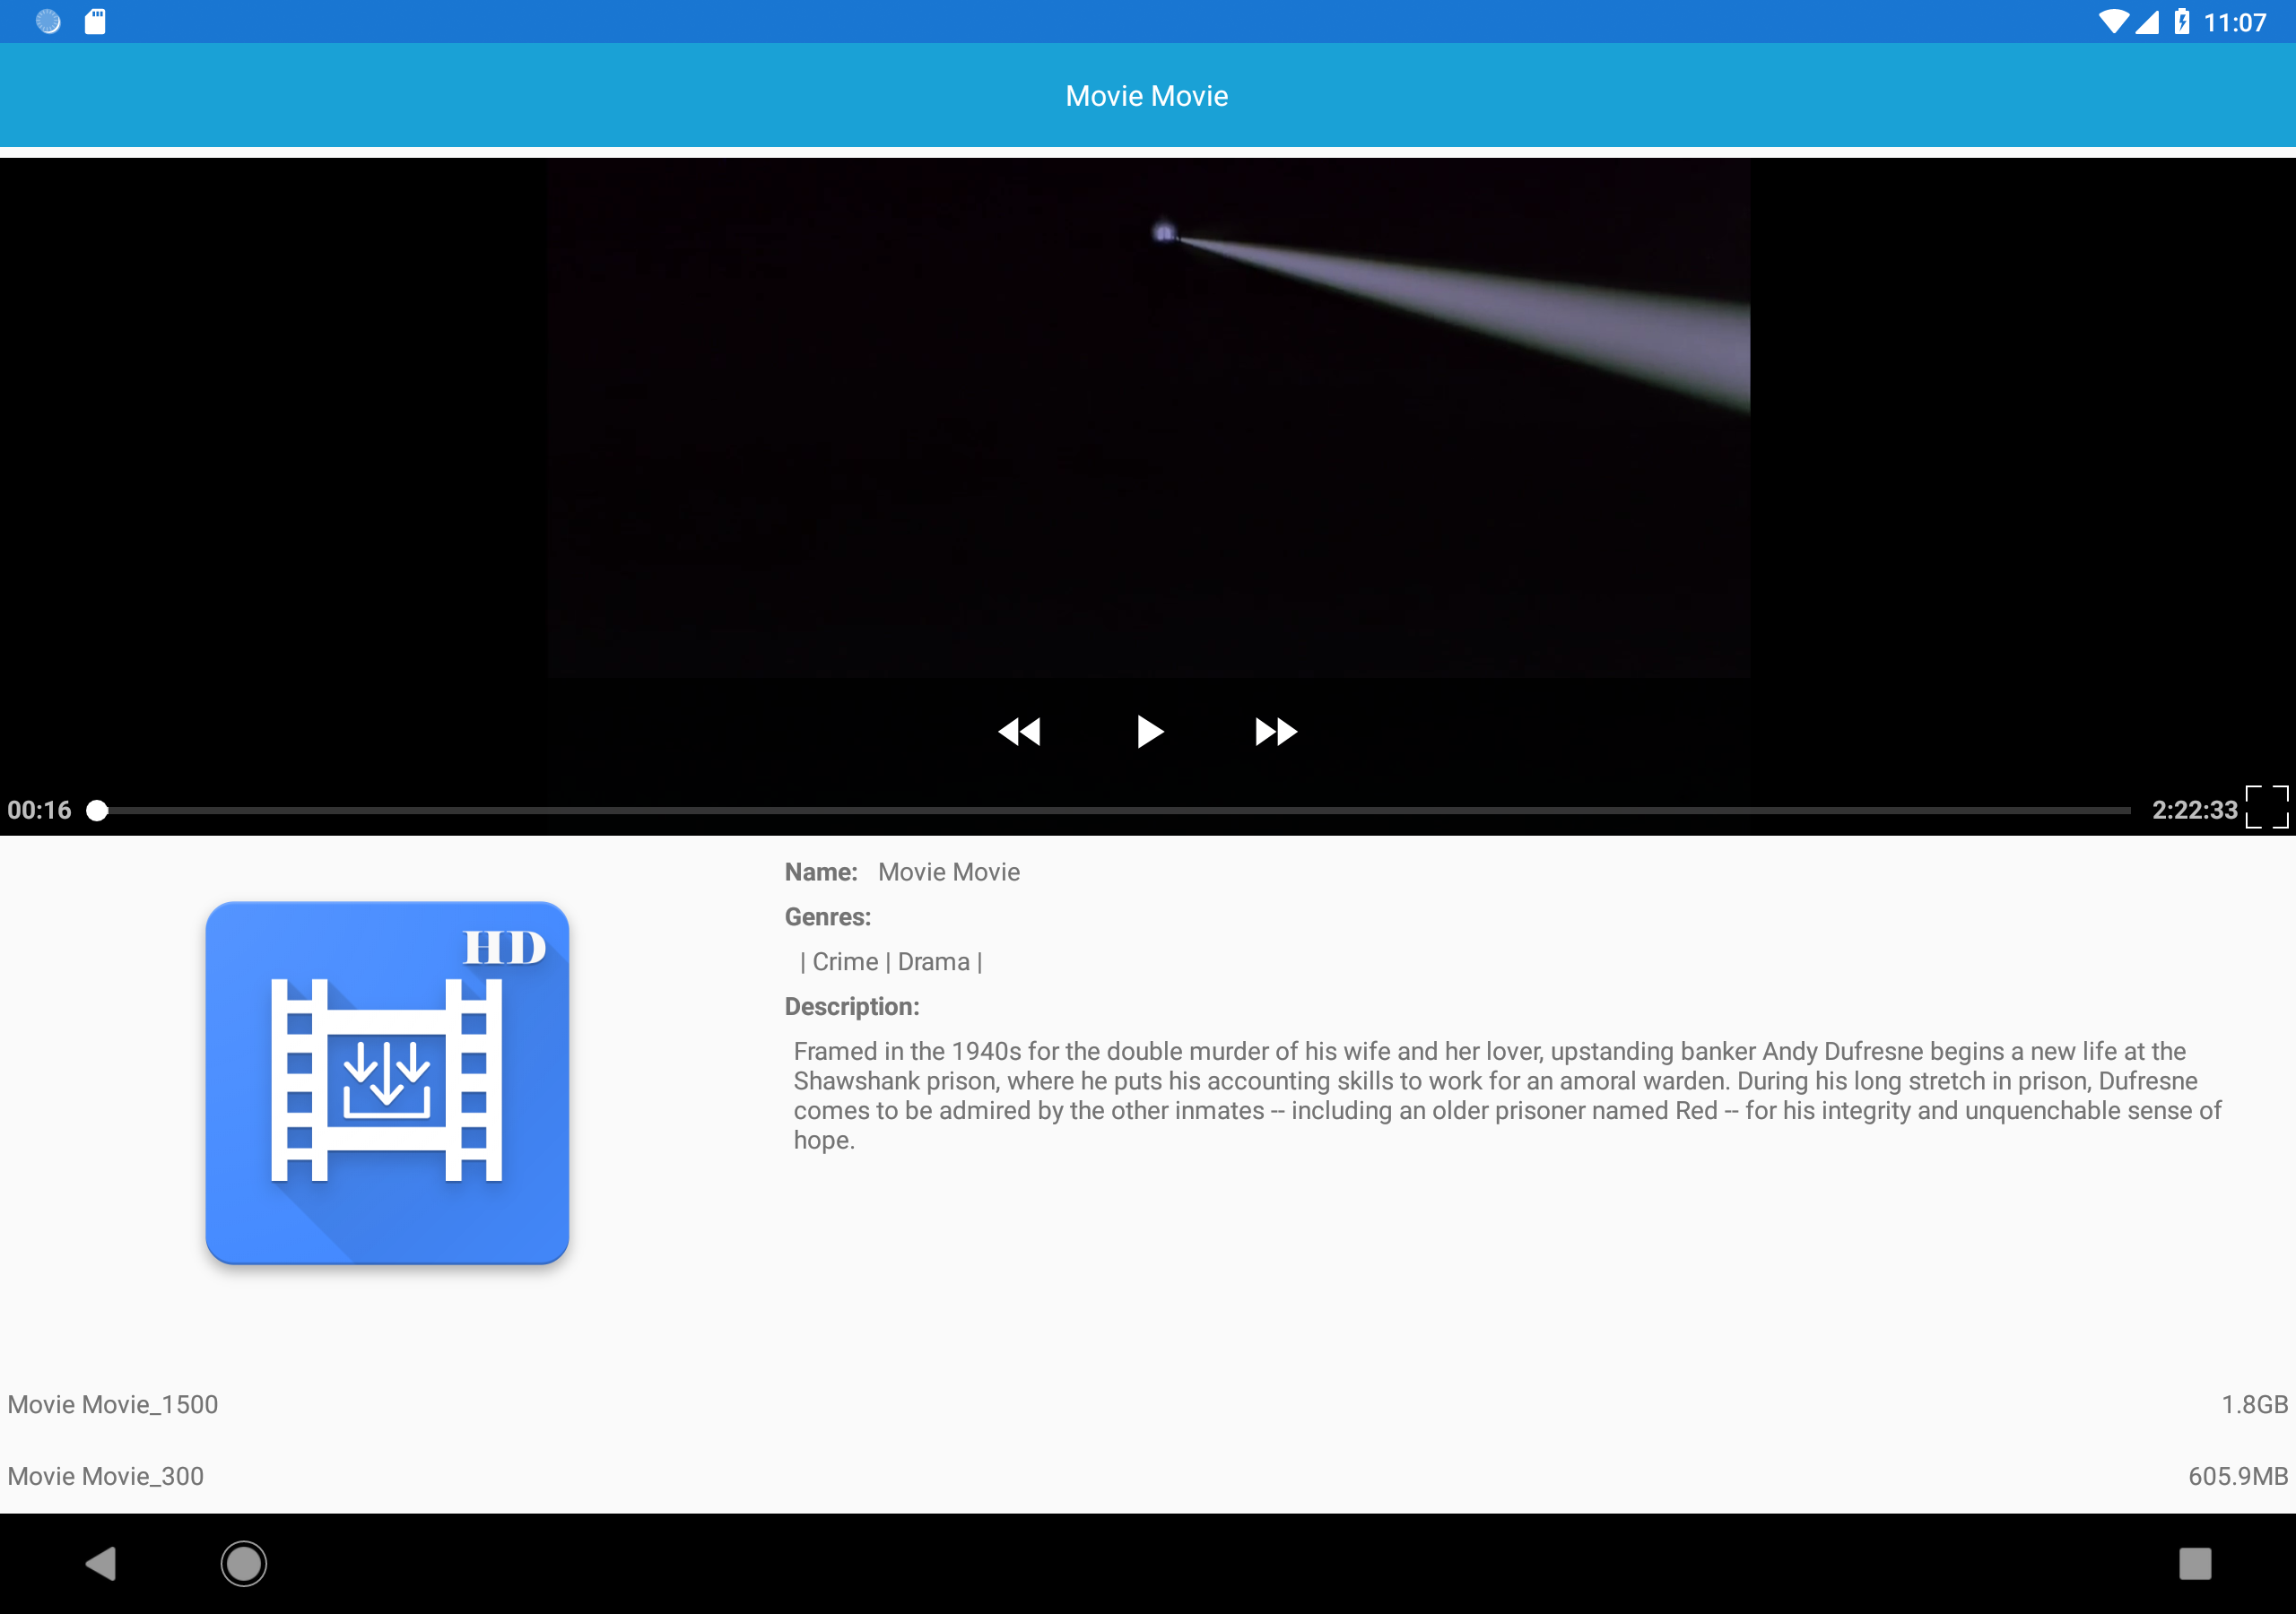 11:07
Movie Movie
00:16
2:22:33
HD
Name: Movie Movie
Genres:
| Crime | Drama |
Description:
Framed in the 1940s for the double murder of his wife and her lover, upstanding banker Andy Dufresne begins a new life at the
Shawshank prison, where he puts his accounting skills to work for an amoral warden. During his long stretch in prison, Dufresne
comes to be admired by the other inmates -- including an older prisoner named Red -- for his integrity and unquenchable sense of
hope.
Movie Movie_1500 1.8GB
Movie Movie_300 605.9MB